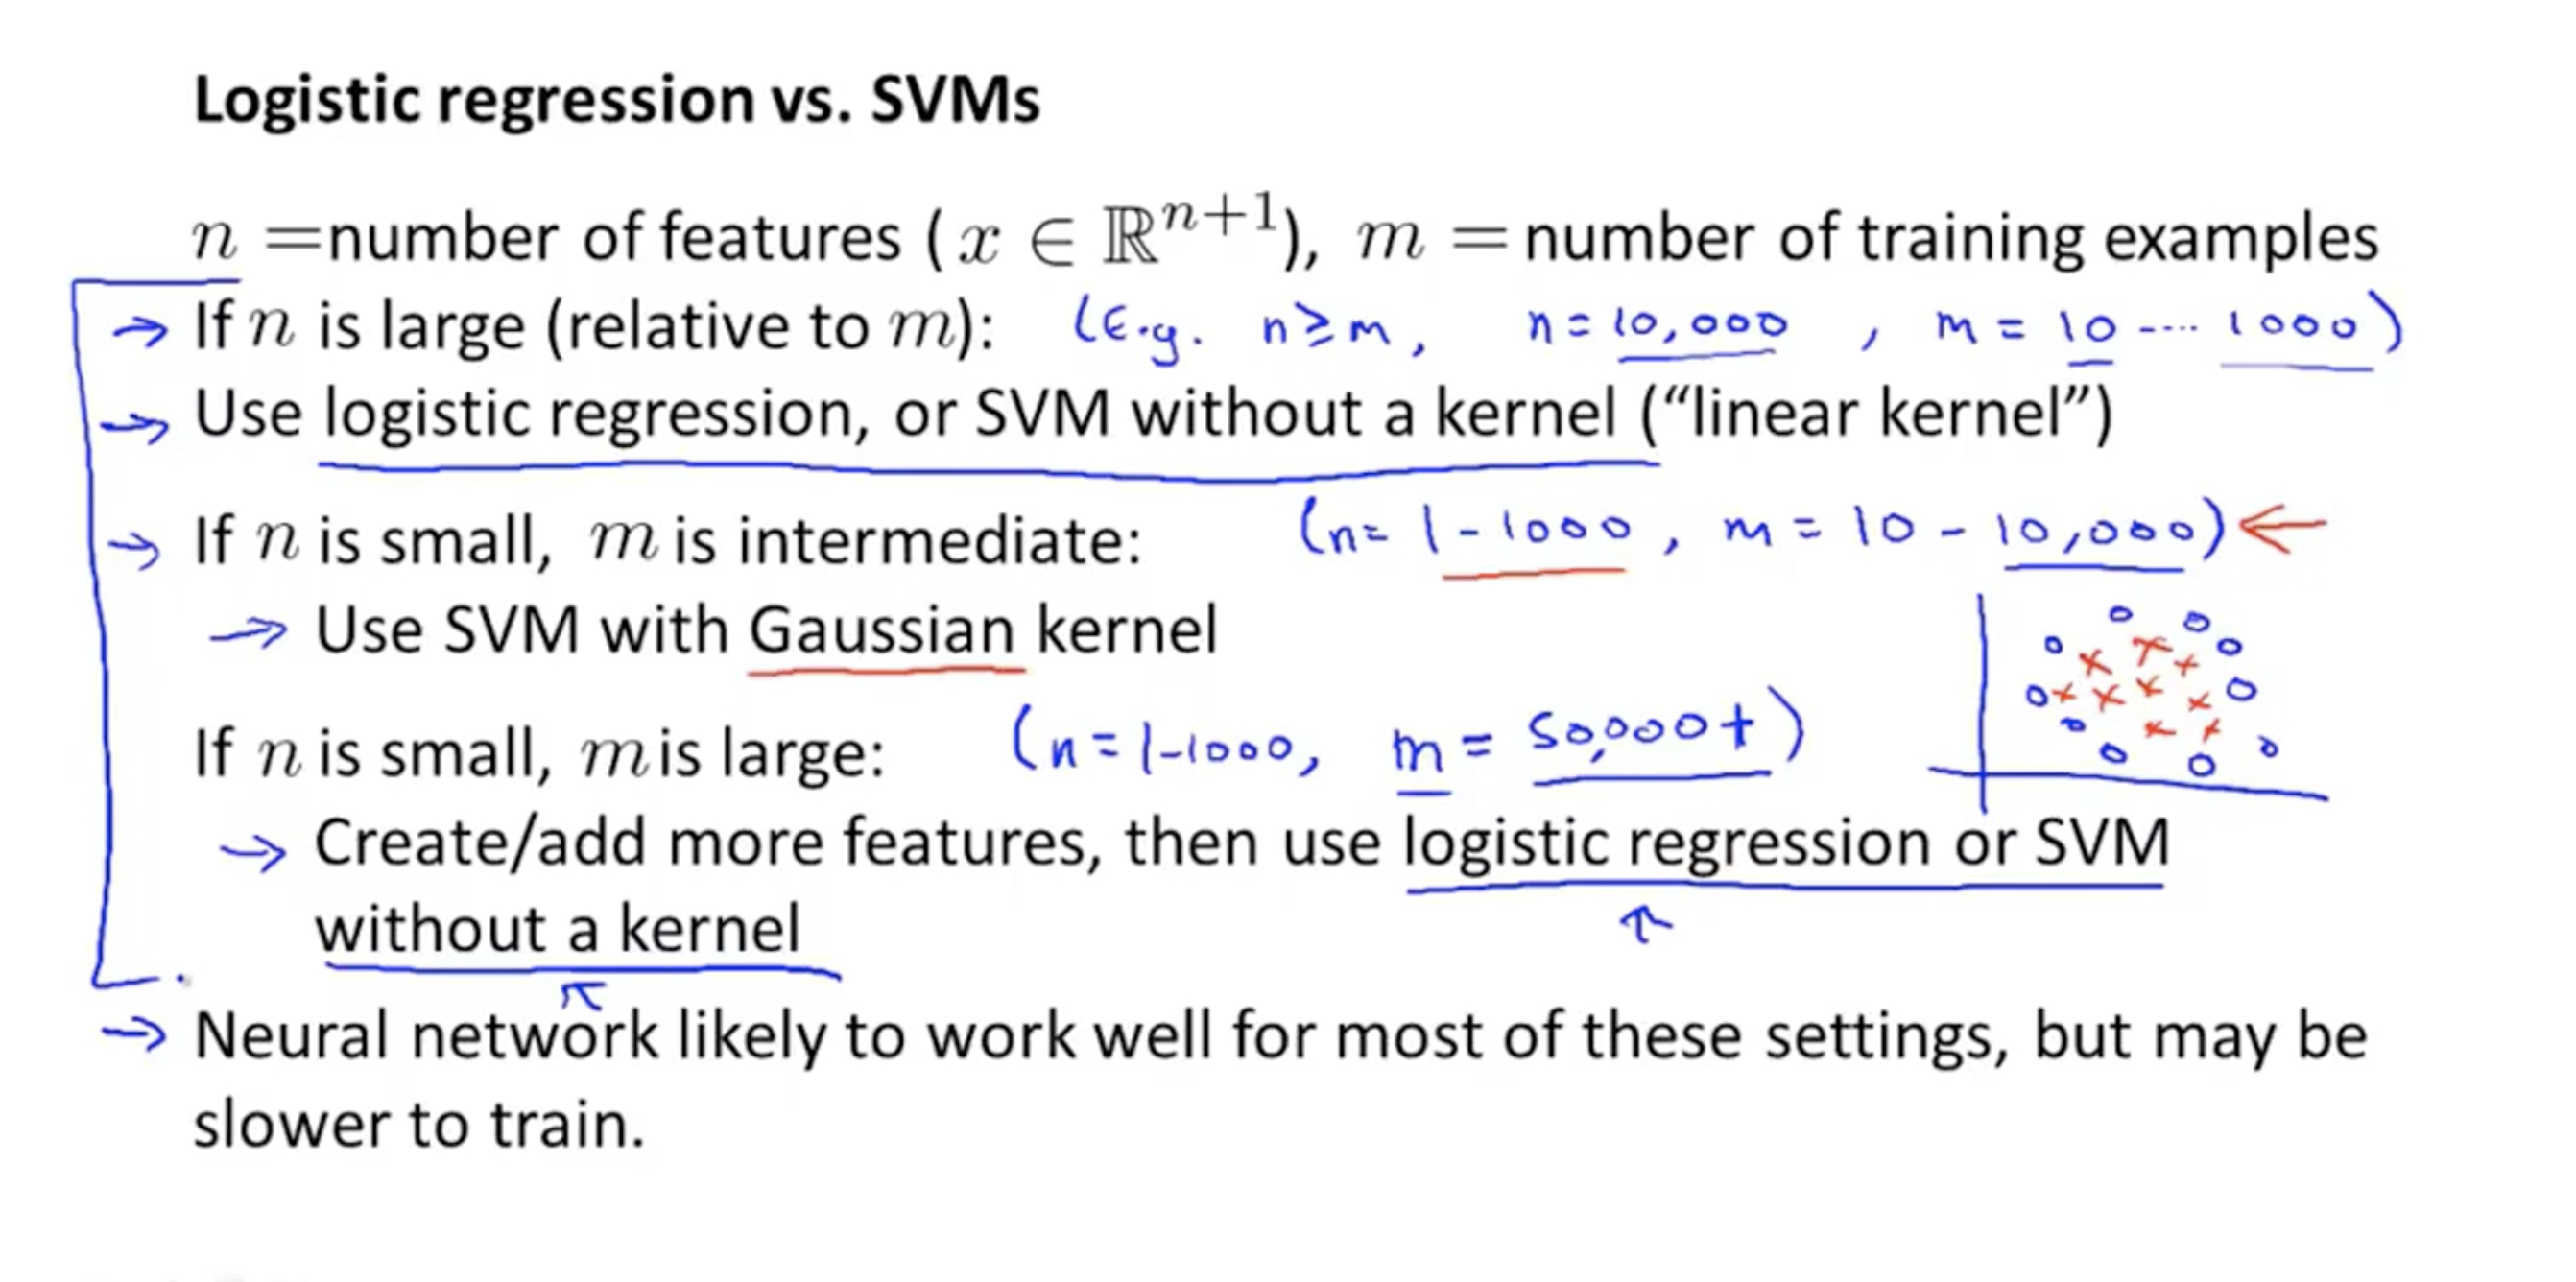 Logistic regression vs. SVMs
n =number of features (x ∈ ℝⁿ⁺¹), m =number of training examples
→ If n is large (relative to m): (E.g. n≥m, n=10,000 , m = 10 ---- 1000)
→ Use logistic regression, or SVM without a kernel (“linear kernel”)
→ If n is small, m is intermediate: (n= 1-1000, m = 10 - 10,000) ←
→ Use SVM with Gaussian kernel
If n is small, m is large: (n=1-1000, m = 50,000+)
→ Create/add more features, then use logistic regression or SVM
without a kernel
→ Neural network likely to work well for most of these settings, but may be
slower to train.